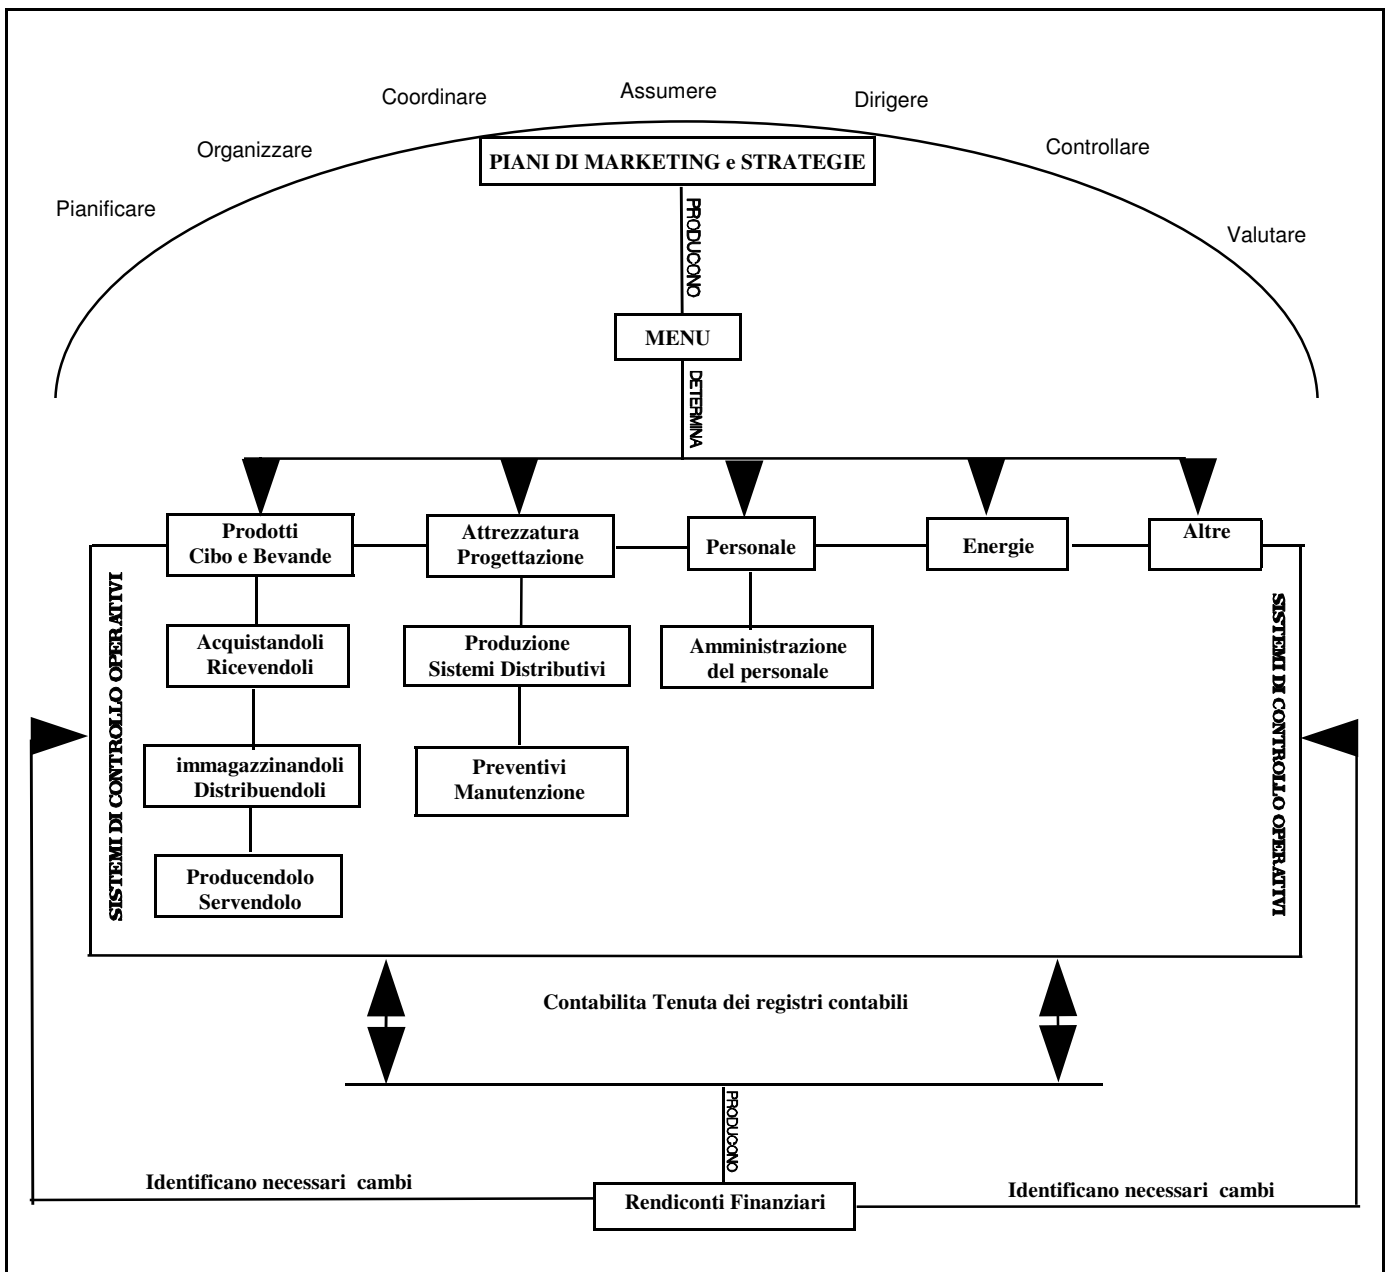 Pianificare
Organizzare
Coordinare
Assumere
Dirigere
Controllare
Valutare
PIANI DI MARKETING e STRATEGIE
PRODUCONO
MENU
DETERMINA
Prodotti
Cibo e Bevande
Attrezzatura
Progettazione
Personale
Energie
Altre
SISTEMI DI CONTROLLO OPERATIVI
Acquistandoli
Ricevendoli
Produzione
Sistemi Distributivi
Amministrazione
del personale
SISTEMI DI CONTROLLO OPERATIVI
immagazzinandoli
Distribuendoli
Preventivi
Manutenzione
Producendolo
Servendolo
Contabilita Tenuta dei registri contabili
PRODUCONO
Identificano necessari cambi
Rendiconti Finanziari
Identificano necessari cambi